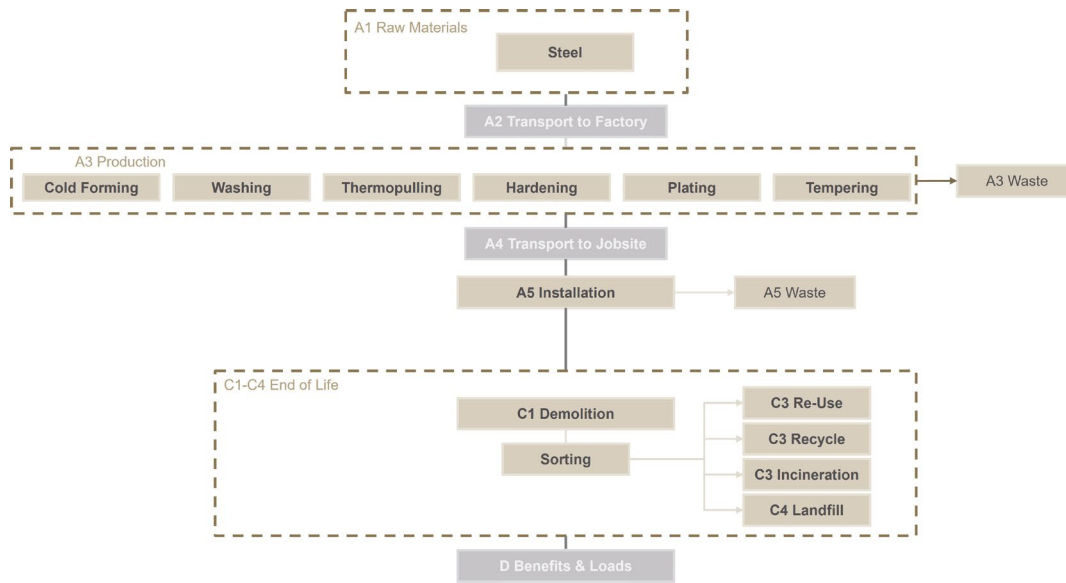 A1 Raw Materials
Steel
A2 Transport to Factory
A3 Production
Cold Forming
Washing
Thermopulling
Hardening
Plating
Tempering
A3 Waste
A4 Transport to Jobsite
A5 Installation
A5 Waste
C1-C4 End of Life
C1 Demolition
Sorting
C3 Re-Use
C3 Recycle
C3 Incineration
C4 Landfill
D Benefits & Loads